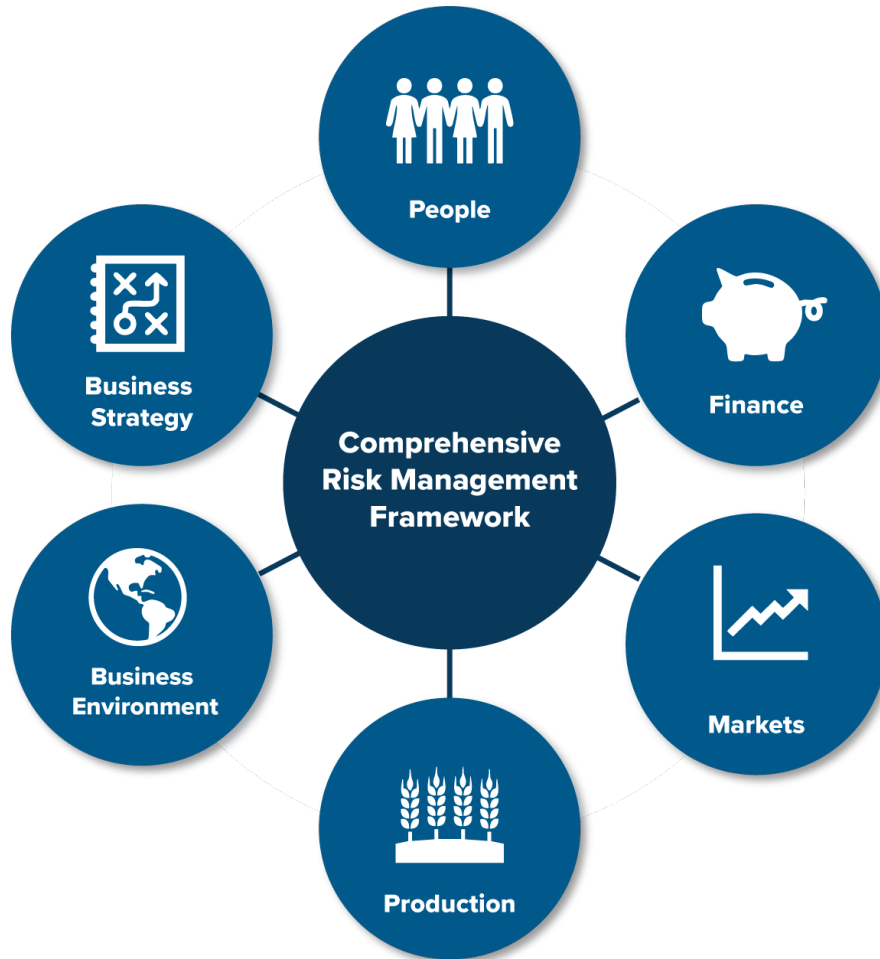 People
Business
Strategy
Finance
Comprehensive
Risk Management
Framework
Business
Environment
Markets
Production